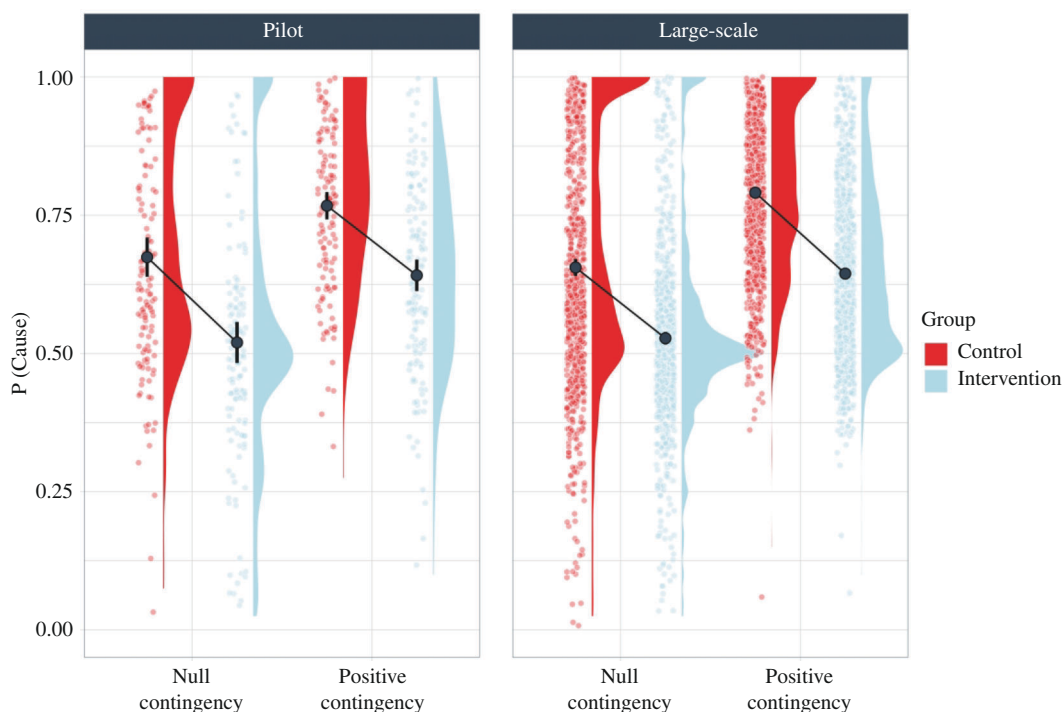 Pilot
Large-scale
P (Cause)
1.00
0.75
0.50
0.25
0.00
Null
contingency
Positive
contingency
Null
contingency
Positive
contingency
Group
Control
Intervention